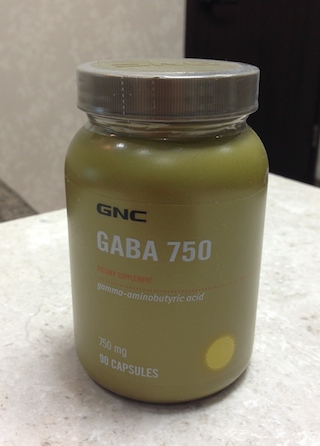 GNC
GABA 750
DIETARY SUPPLEMENT
gamma-aminobutyric acid
750 mg
90 CAPSULES